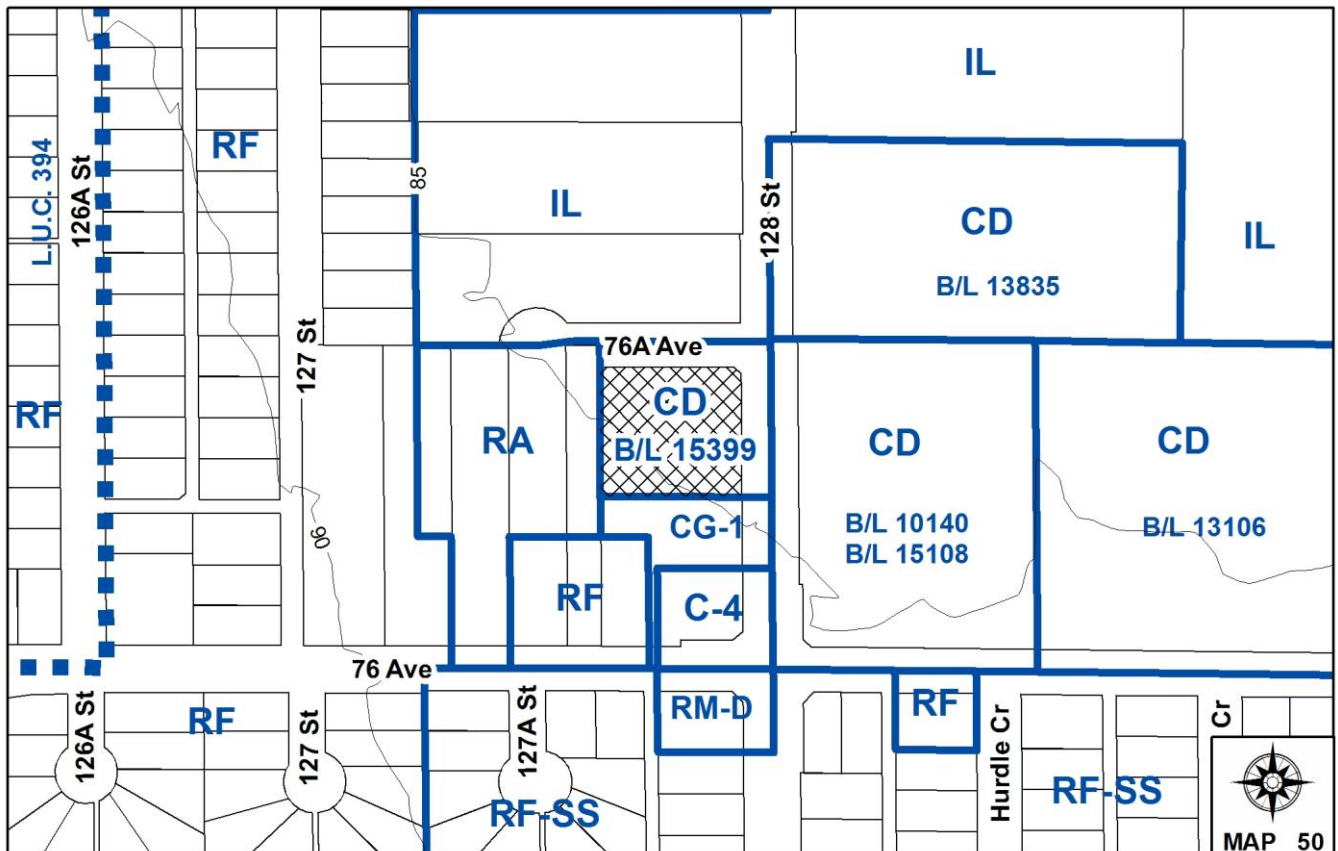 IL
RF
L.U.C. 394
126A St
85
IL
128 St
CD
B/L 13835
IL
127 St
76A Ave
RF
RA
CD
B/L 15399
CD
B/L 10140
B/L 15108
CD
B/L 13106
CG-1
90
RF
C-4
76 Ave
126A St
RF
127 St
127A St
RF-SS
RM-D
RF
Hurdle Cr
RF-SS
Cr
MAP 50